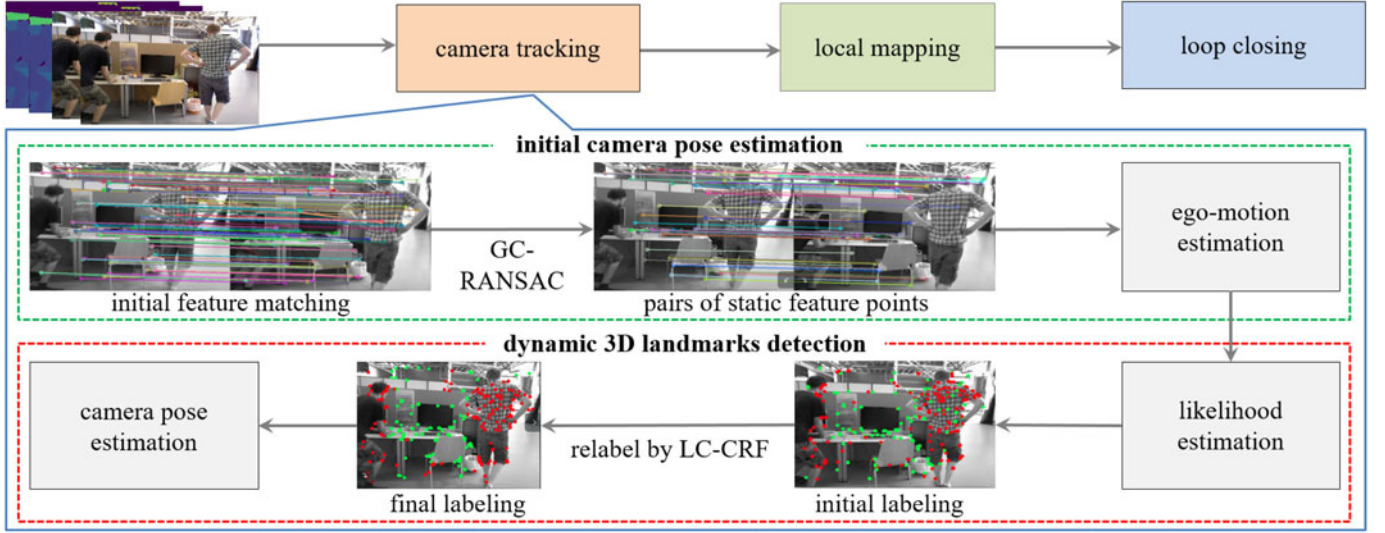 camera tracking
local mapping
loop closing
initial camera pose estimation
GC-
RANSAC
ego-motion
estimation
initial feature matching
pairs of static feature points
dynamic 3D landmarks detection
camera pose
estimation
relabel by LC-CRF
likelihood
estimation
final labeling
initial labeling